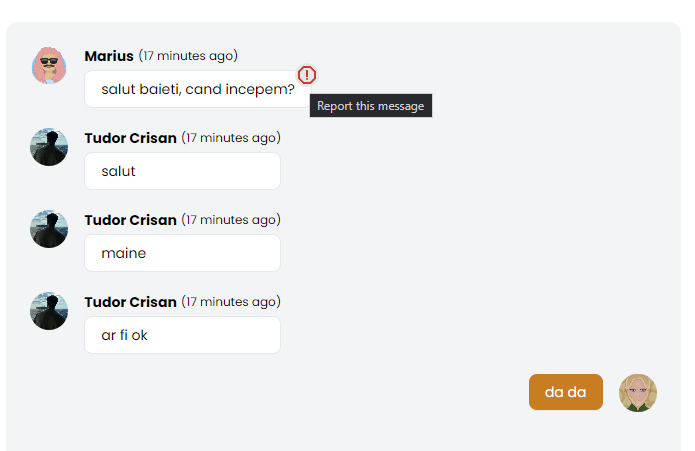 Marius (17 minutes ago)
salut baieti, cand incepem?
Report this message
Tudor Crisan (17 minutes ago)
salut
Tudor Crisan (17 minutes ago)
maine
Tudor Crisan (17 minutes ago)
ar fi ok
da da